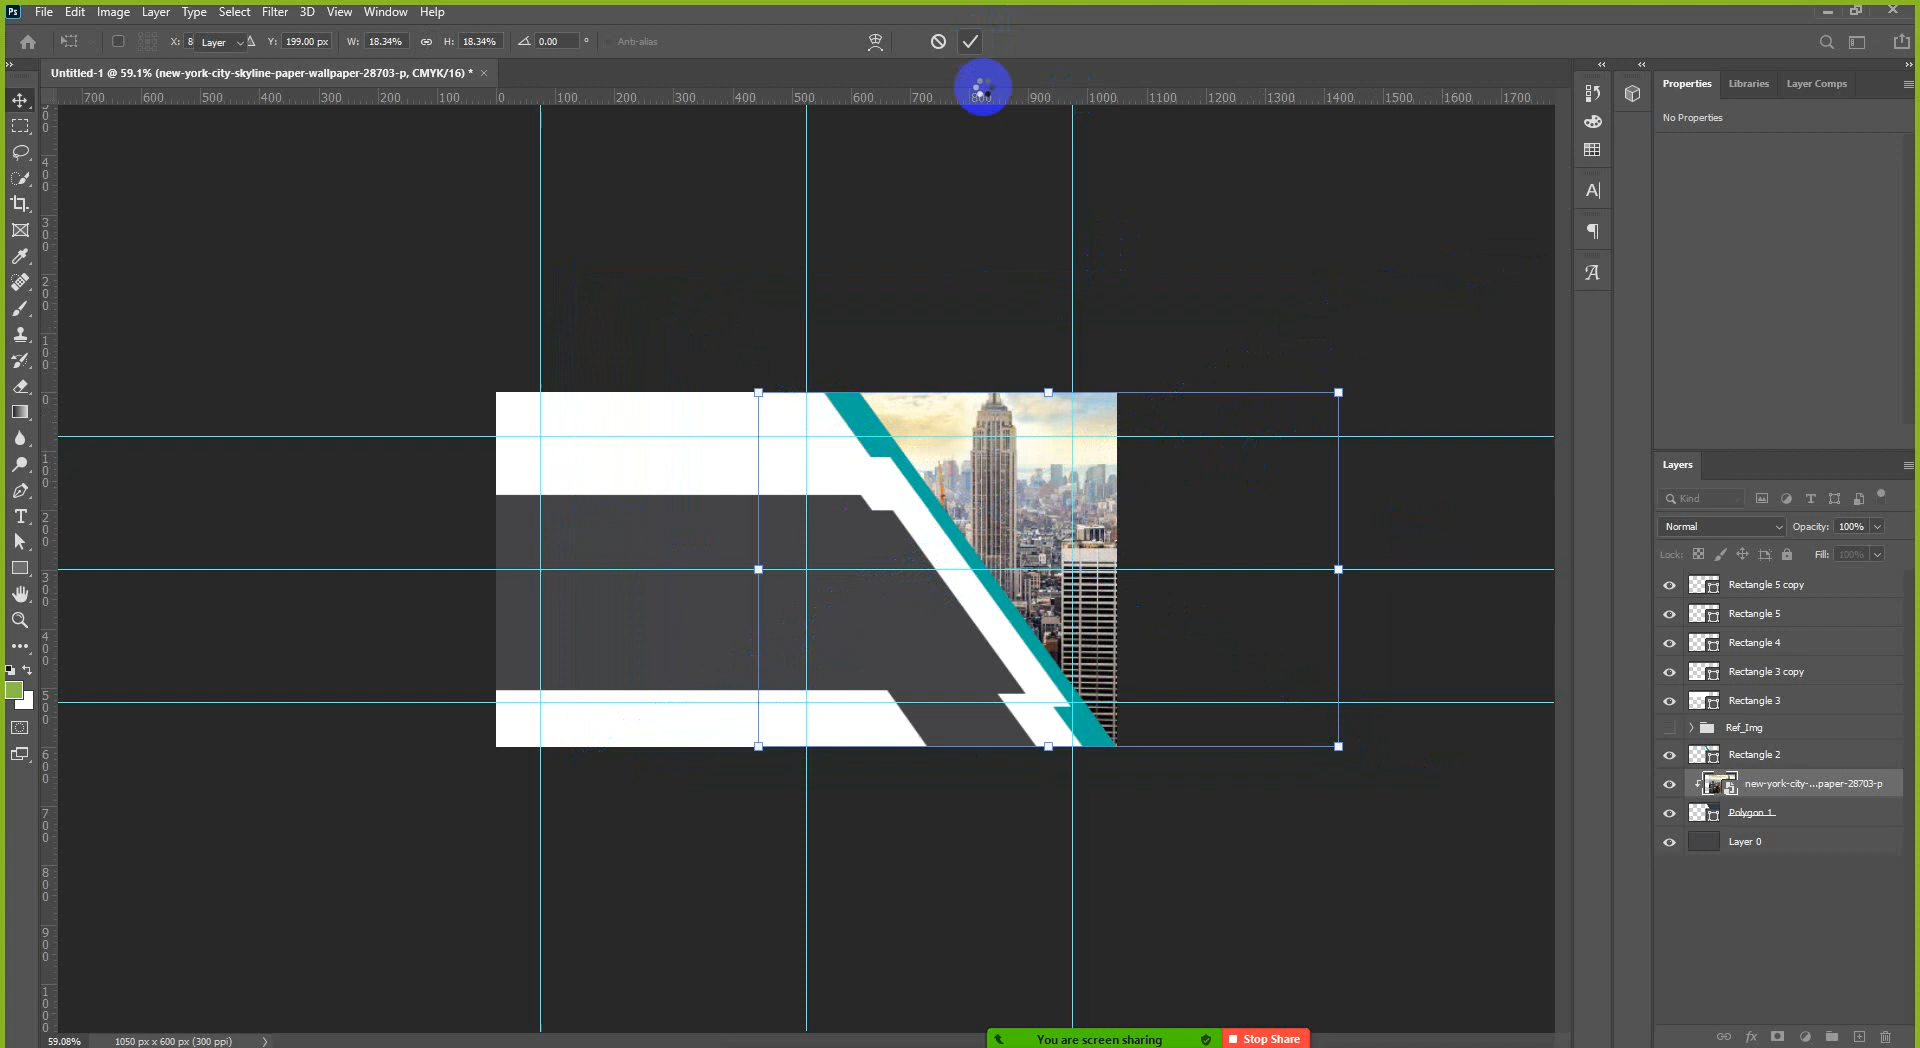 Ps File Edit Image Layer Type Select Filter 3D View Window Help
X: 8 Layer Y: 199.00 px W: 18.34% H: 18.34% 0.00 ° Anti-alias
Untitled-1 @ 59.1% (new-york-city-skyline-paper-wallpaper-28703-p, CMYK/16) * ×
700 600 500 400 300 200 100 0 100 200 300 400 500 600 700 800 900 1000 1100 1200 1300 1400 1500 1600 1700
Properties Libraries Layer Comps
No Properties
Layers
Kind
Normal Opacity: 100%
Lock: Fill: 100%
Rectangle 5 copy
Rectangle 5
Rectangle 4
Rectangle 3 copy
Rectangle 3
Ref_Img
Rectangle 2
new-york-city-...paper-28703-p
Polygon 1
Layer 0
400
300
200
100
0
100
200
300
400
500
600
700
800
900
1000
59.08% 1050 px x 600 px (300 ppi)
You are screen sharing Stop Share